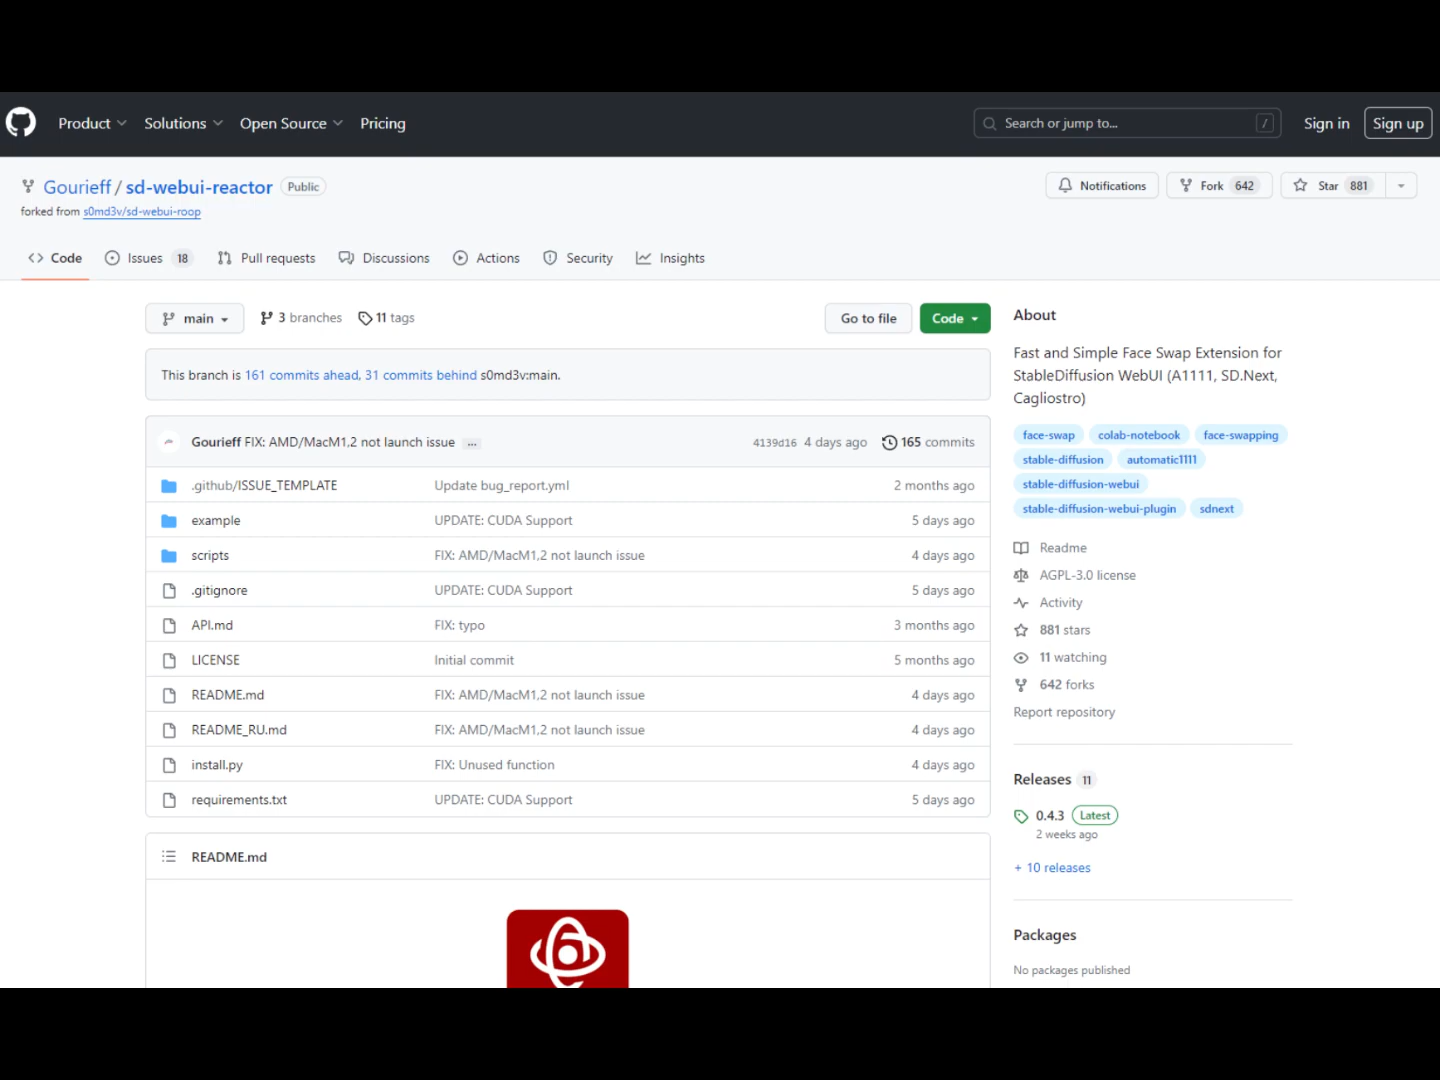 Product Solutions Open Source Pricing Search or jump to... / Sign in Sign up
Gourieff / sd-webui-reactor Public Notifications Fork 642 Star 881
forked from s0md3v/sd-webui-roop
Code Issues 18 Pull requests Discussions Actions Security Insights
main 3 branches 11 tags Go to file Code
This branch is 161 commits ahead, 31 commits behind s0md3v:main.
Gourieff FIX: AMD/MacM1,2 not launch issue ... 4139d16 4 days ago 165 commits
.github/ISSUE_TEMPLATE Update bug_report.yml 2 months ago
example UPDATE: CUDA Support 5 days ago
scripts FIX: AMD/MacM1,2 not launch issue 4 days ago
.gitignore UPDATE: CUDA Support 5 days ago
API.md FIX: typo 3 months ago
LICENSE Initial commit 5 months ago
README.md FIX: AMD/MacM1,2 not launch issue 4 days ago
README_RU.md FIX: AMD/MacM1,2 not launch issue 4 days ago
install.py FIX: Unused function 4 days ago
requirements.txt UPDATE: CUDA Support 5 days ago
README.md
About
Fast and Simple Face Swap Extension for
StableDiffusion WebUI (A1111, SD.Next,
Cagliostro)
face-swap colab-notebook face-swapping
stable-diffusion automatic1111
stable-diffusion-webui
stable-diffusion-webui-plugin sdnext
Readme
AGPL-3.0 license
Activity
881 stars
11 watching
642 forks
Report repository
Releases 11
0.4.3 Latest
2 weeks ago
+ 10 releases
Packages
No packages published